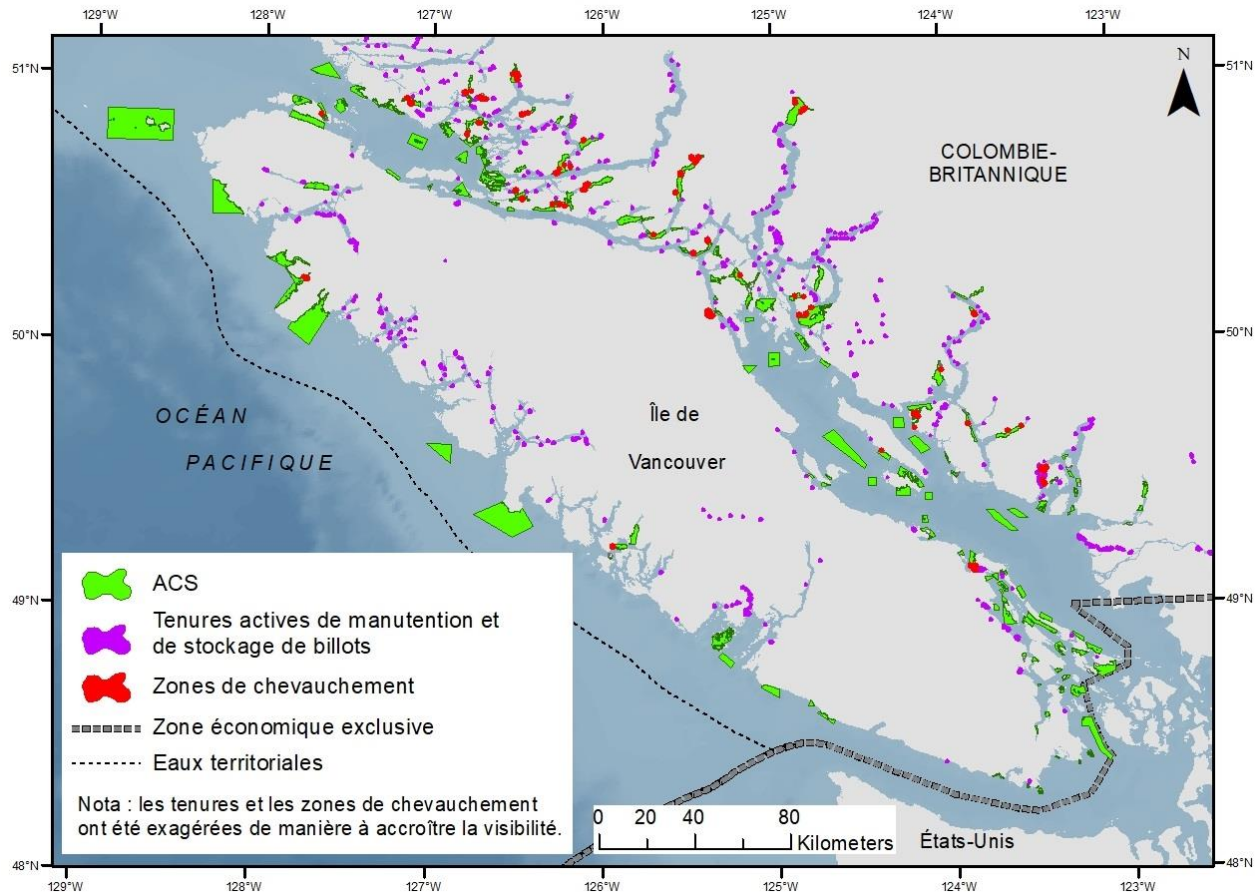 129°W 128°W 127°W 126°W 125°W 124°W 123°W
51°N 51°N
N
COLOMBIE-
BRITANNIQUE
50°N 50°N
OCÉAN
PACIFIQUE
Île de
Vancouver
49°N 49°N
ACS
Tenures actives de manutention et
de stockage de billots
Zones de chevauchement
Zone économique exclusive
Eaux territoriales
Nota : les tenures et les zones de chevauchement
ont été exagérées de manière à accroître la visibilité.
0 20 40 80
Kilometers
États-Unis
48°N 48°N
129°W 128°W 127°W 126°W 125°W 124°W 123°W